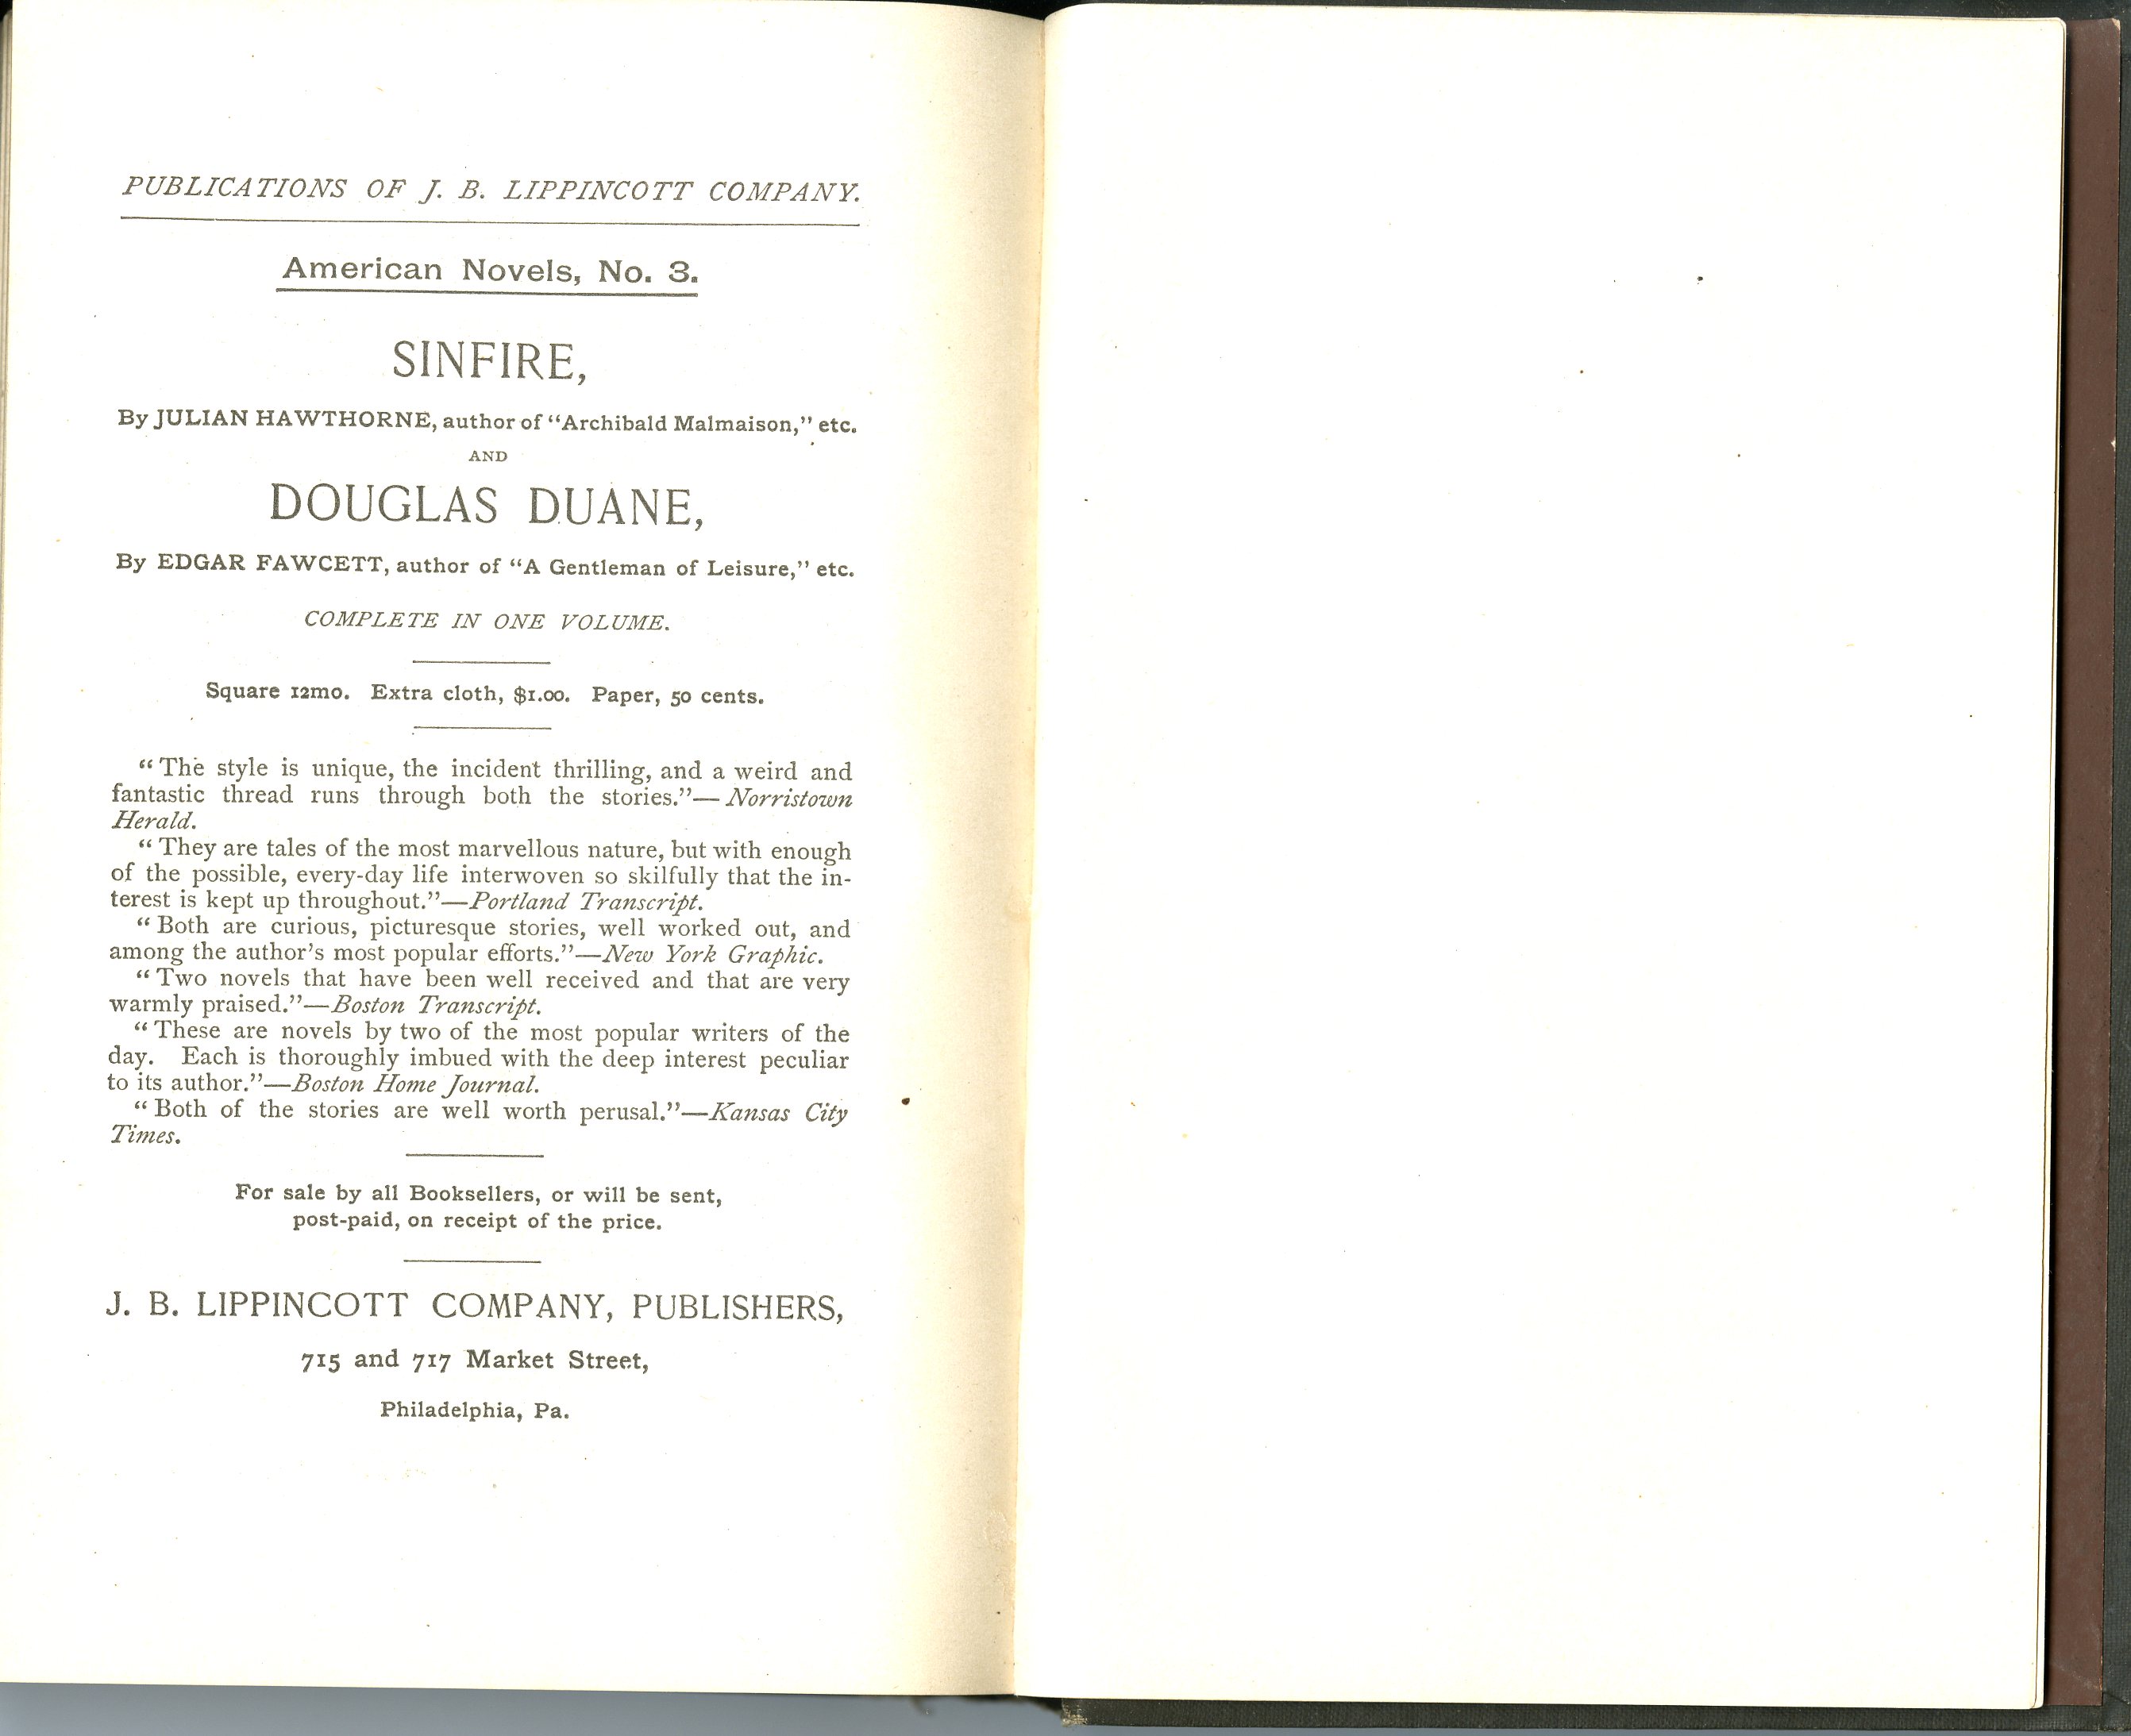 PUBLICATIONS OF J. B. LIPPINCOTT COMPANY.
American Novels, No. 3.
SINFIRE,
By JULIAN HAWTHORNE, author of “Archibald Malmaison,” etc.
AND
DOUGLAS DUANE,
By EDGAR FAWCETT, author of “A Gentleman of Leisure,” etc.
COMPLETE IN ONE VOLUME.
Square 12mo. Extra cloth, $1.00. Paper, 50 cents.
“The style is unique, the incident thrilling, and a weird and
fantastic thread runs through both the stories.”—Norristown
Herald.
“They are tales of the most marvellous nature, but with enough
of the possible, every-day life interwoven so skilfully that the in-
terest is kept up throughout.”—Portland Transcript.
“Both are curious, picturesque stories, well worked out, and
among the author’s most popular efforts.”—New York Graphic.
“Two novels that have been well received and that are very
warmly praised.”—Boston Transcript.
“These are novels by two of the most popular writers of the
day. Each is thoroughly imbued with the deep interest peculiar
to its author.”—Boston Home Journal.
“Both of the stories are well worth perusal.”—Kansas City
Times.
For sale by all Booksellers, or will be sent,
post-paid, on receipt of the price.
J. B. LIPPINCOTT COMPANY, PUBLISHERS,
715 and 717 Market Street,
Philadelphia, Pa.